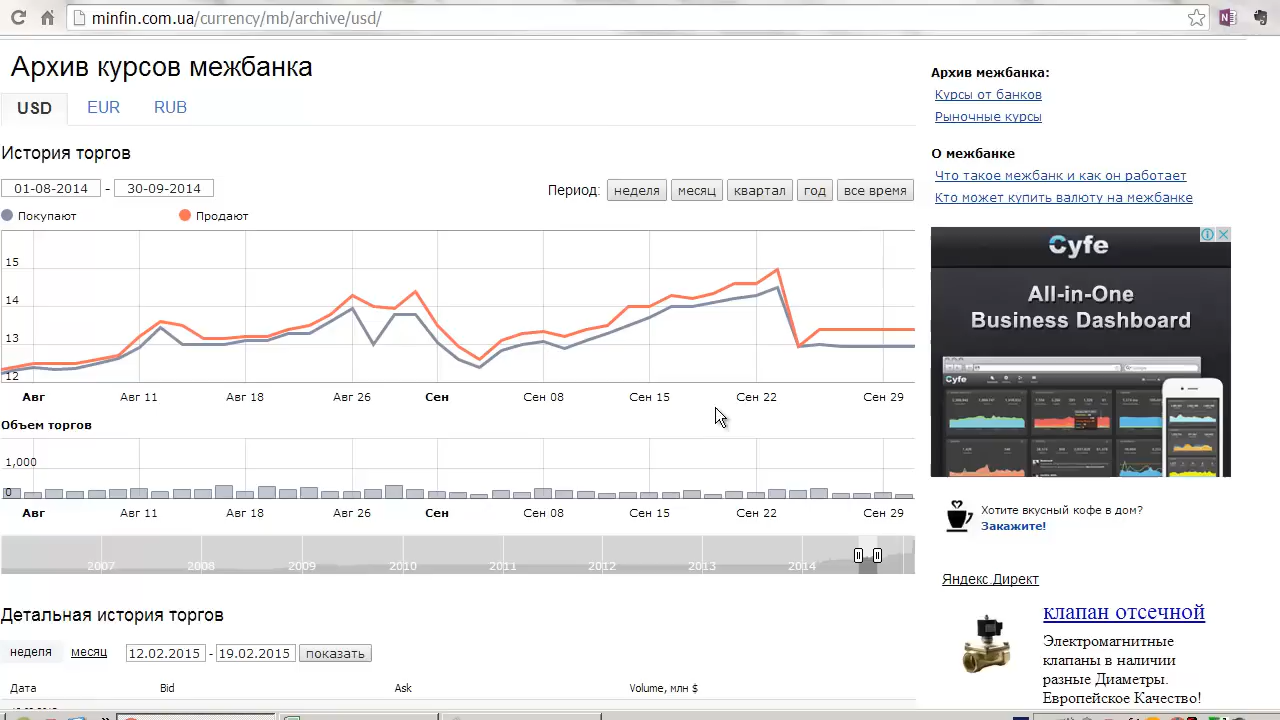 minfin.com.ua/currency/mb/archive/usd/
Архив курсов межбанка
USD EUR RUB
История торгов
01-08-2014 - 30-09-2014
Период: неделя месяц квартал год все время
Покупают Продают
15
14
13
12
Авг Авг 11 Авг 18 Авг 26 Сен Сен 08 Сен 15 Сен 22 Сен 29
Объем торгов
1,000
0
Авг Авг 11 Авг 18 Авг 26 Сен Сен 08 Сен 15 Сен 22 Сен 29
2007 2008 2009 2010 2011 2012 2013 2014
Детальная история торгов
неделя месяц 12.02.2015 - 19.02.2015 показать
Дата Bid Ask Volume, млн $
Архив межбанка:
Курсы от банков
Рыночные курсы
О межбанке
Что такое межбанк и как он работает
Кто может купить валюту на межбанке
Cyfe
All-in-One
Business Dashboard
Cyfe
Хотите вкусный кофе в дом?
Закажите!
Яндекс.Директ
клапан отсечной
Электромагнитные
клапаны в наличии
разные Диаметры.
Европейское Качество!